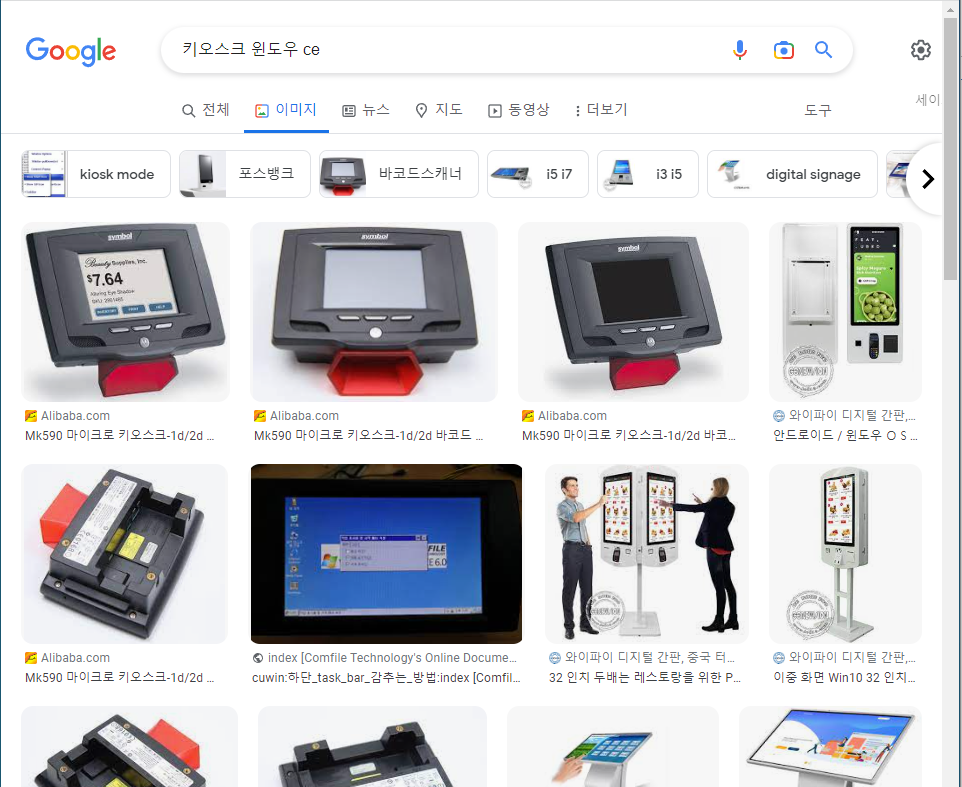 Google
키오스크 윈도우 ce
세이
전체
이미지
뉴스
지도
동영상
더보기
도구
kiosk mode
포스뱅크
바코드스캐너
i5 i7
i3 i5
digital signage
symbol
Beauty Supplies, Inc.
$7.64
Alluring Eye Shadow
symbol
symbol
Alibaba.com
Alibaba.com
Alibaba.com
와이파이 디지털 간판,...
Mk590 마이크로 키오스크-1d/2d ...
Mk590 마이크로 키오스크-1d/2d 바코드 ...
Mk590 마이크로 키오스크-1d/2d 바코...
안드로이드 / 윈도우 O S ...
FILE
E 6.0
Alibaba.com
index [Comfile Technology's Online Docume...
와이파이 디지털 간판, 중국 터...
와이파이 디지털 간판,...
Mk590 마이크로 키오스크-1d/2d ...
cuwin:하단_task_bar_감추는_방법:index [Comfil...
32 인치 두배는 레스토랑을 위한 P...
이중 화면 Win10 32 인치...